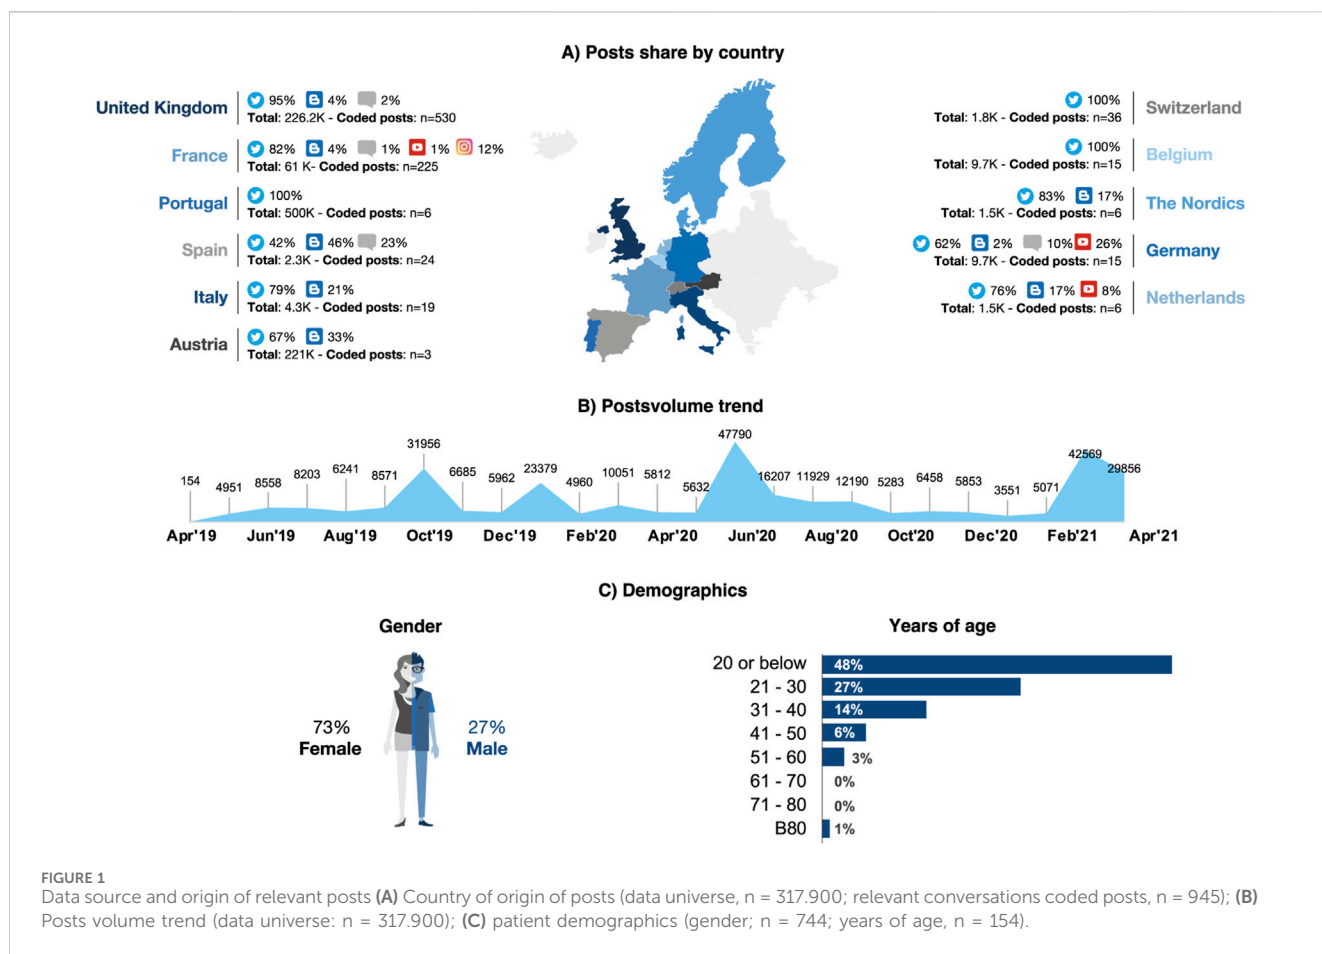 A) Posts share by country
United Kingdom
95% 4% 2%
Total: 226.2K - Coded posts: n=530
France
82% 4% 1% 1% 12%
Total: 61 K- Coded posts: n=225
Portugal
100%
Total: 500K - Coded posts: n=6
Spain
42% 46% 23%
Total: 2.3K - Coded posts: n=24
Italy
79% 21%
Total: 4.3K - Coded posts: n=19
Austria
67% 33%
Total: 221K - Coded posts: n=3
100%
Total: 1.8K - Coded posts: n=36
Switzerland
100%
Total: 9.7K - Coded posts: n=15
Belgium
83% 17%
Total: 1.5K - Coded posts: n=6
The Nordics
62% 2% 10% 26%
Total: 9.7K - Coded posts: n=15
Germany
76% 17% 8%
Total: 1.5K - Coded posts: n=6
Netherlands
B) Postsvolume trend
154 4951 8558 8203 6241 8571 31956 6685 5962 23379 4960 10051 5812 5632 47790 16207 11929 12190 5283 6458 5853 3551 5071 42569 29856
Apr'19 Jun'19 Aug'19 Oct'19 Dec'19 Feb'20 Apr'20 Jun'20 Aug'20 Oct'20 Dec'20 Feb'21 Apr'21
C) Demographics
Gender
73%
Female
27%
Male
Years of age
20 or below 48%
21 - 30 27%
31 - 40 14%
41 - 50 6%
51 - 60 3%
61 - 70 0%
71 - 80 0%
B80 1%
FIGURE 1
Data source and origin of relevant posts (A) Country of origin of posts (data universe, n = 317.900; relevant conversations coded posts, n = 945); (B)
Posts volume trend (data universe: n = 317.900); (C) patient demographics (gender; n = 744; years of age, n = 154).